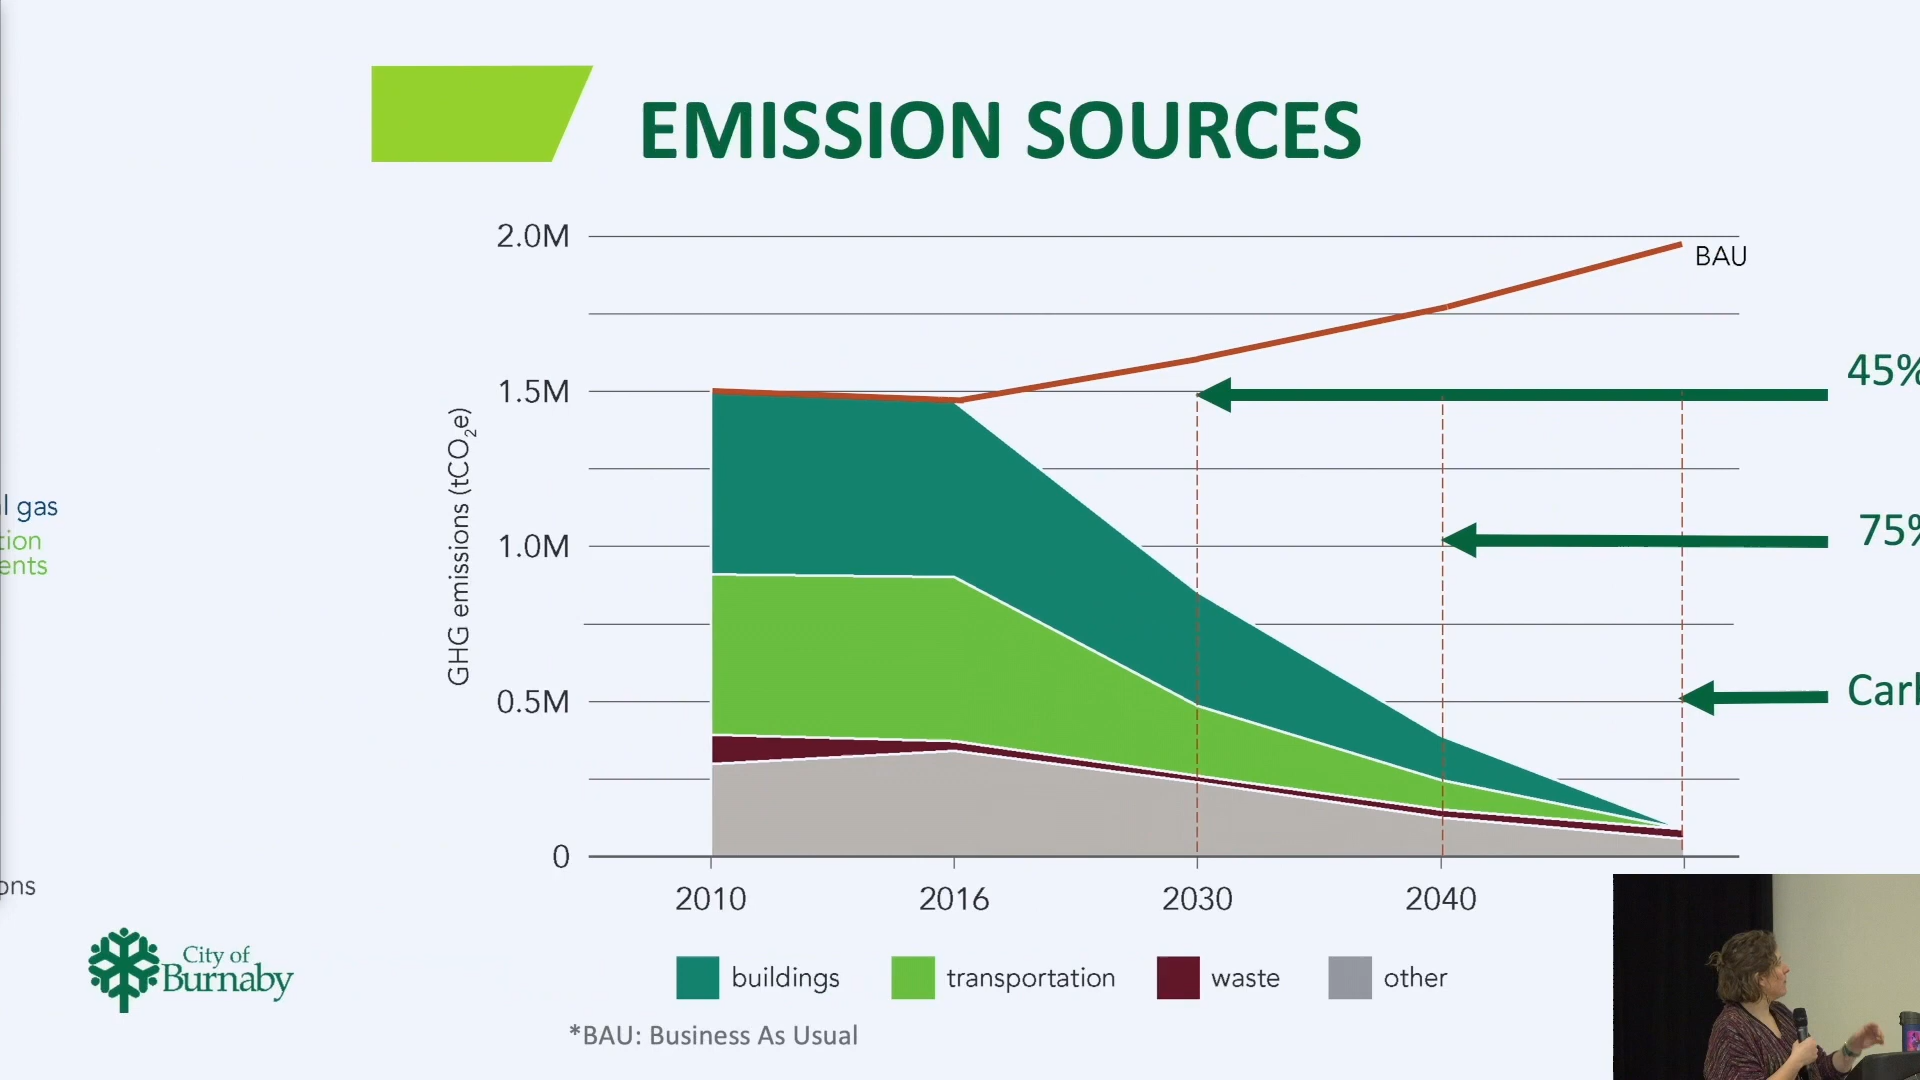 EMISSION SOURCES
2.0M
BAU
1.5M
45%
GHG emissions (tCO2e)
l gas
1.0M
75%
tion
ents
0.5M
Carb
0
ons
2010 2016 2030 2040
City of
Burnaby
buildings transportation waste other
*BAU: Business As Usual